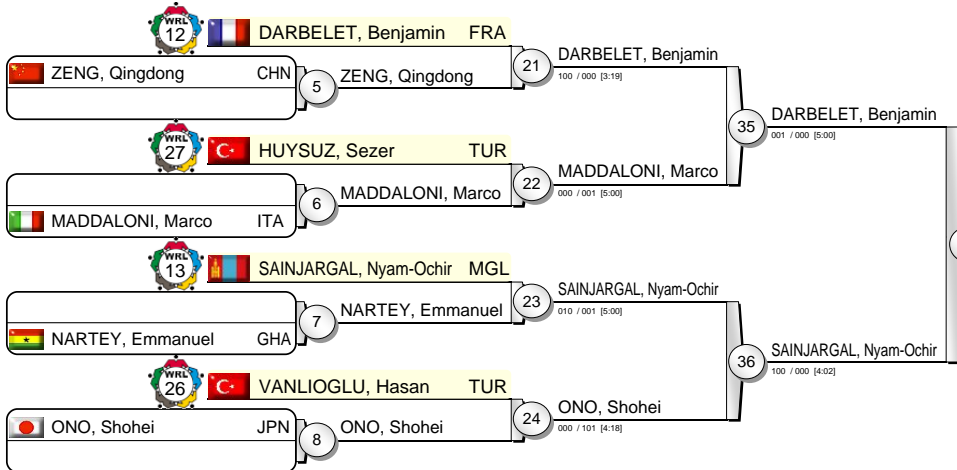 WRL
12 DARBELET, Benjamin FRA
ZENG, Qingdong CHN
5 ZENG, Qingdong
21 DARBELET, Benjamin
100 / 000 [3:19]
35 DARBELET, Benjamin
001 / 000 [5:00]
WRL
27 HUYSUZ, Sezer TUR
MADDALONI, Marco ITA
6 MADDALONI, Marco
22 MADDALONI, Marco
000 / 001 [5:00]
WRL
13 SAINJARGAL, Nyam-Ochir MGL
NARTEY, Emmanuel GHA
7 NARTEY, Emmanuel
23 SAINJARGAL, Nyam-Ochir
010 / 001 [5:00]
36 SAINJARGAL, Nyam-Ochir
100 / 000 [4:02]
WRL
26 VANLIOGLU, Hasan TUR
ONO, Shohei JPN
8 ONO, Shohei
24 ONO, Shohei
000 / 101 [4:18]